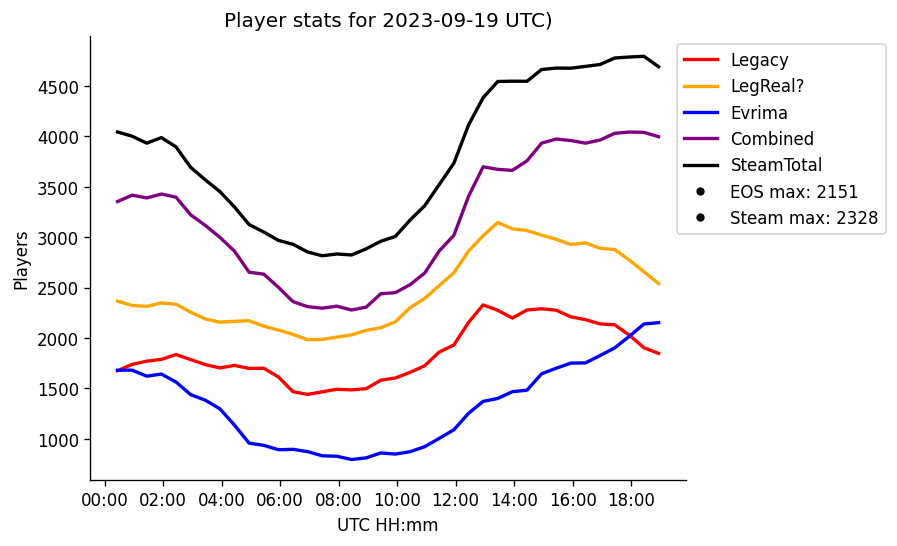 Player stats for 2023-09-19 UTC)
Legacy
LegReal?
Evrima
Combined
SteamTotal
EOS max: 2151
Steam max: 2328
Players
4500
4000
3500
3000
2500
2000
1500
1000
00:00 02:00 04:00 06:00 08:00 10:00 12:00 14:00 16:00 18:00
UTC HH:mm